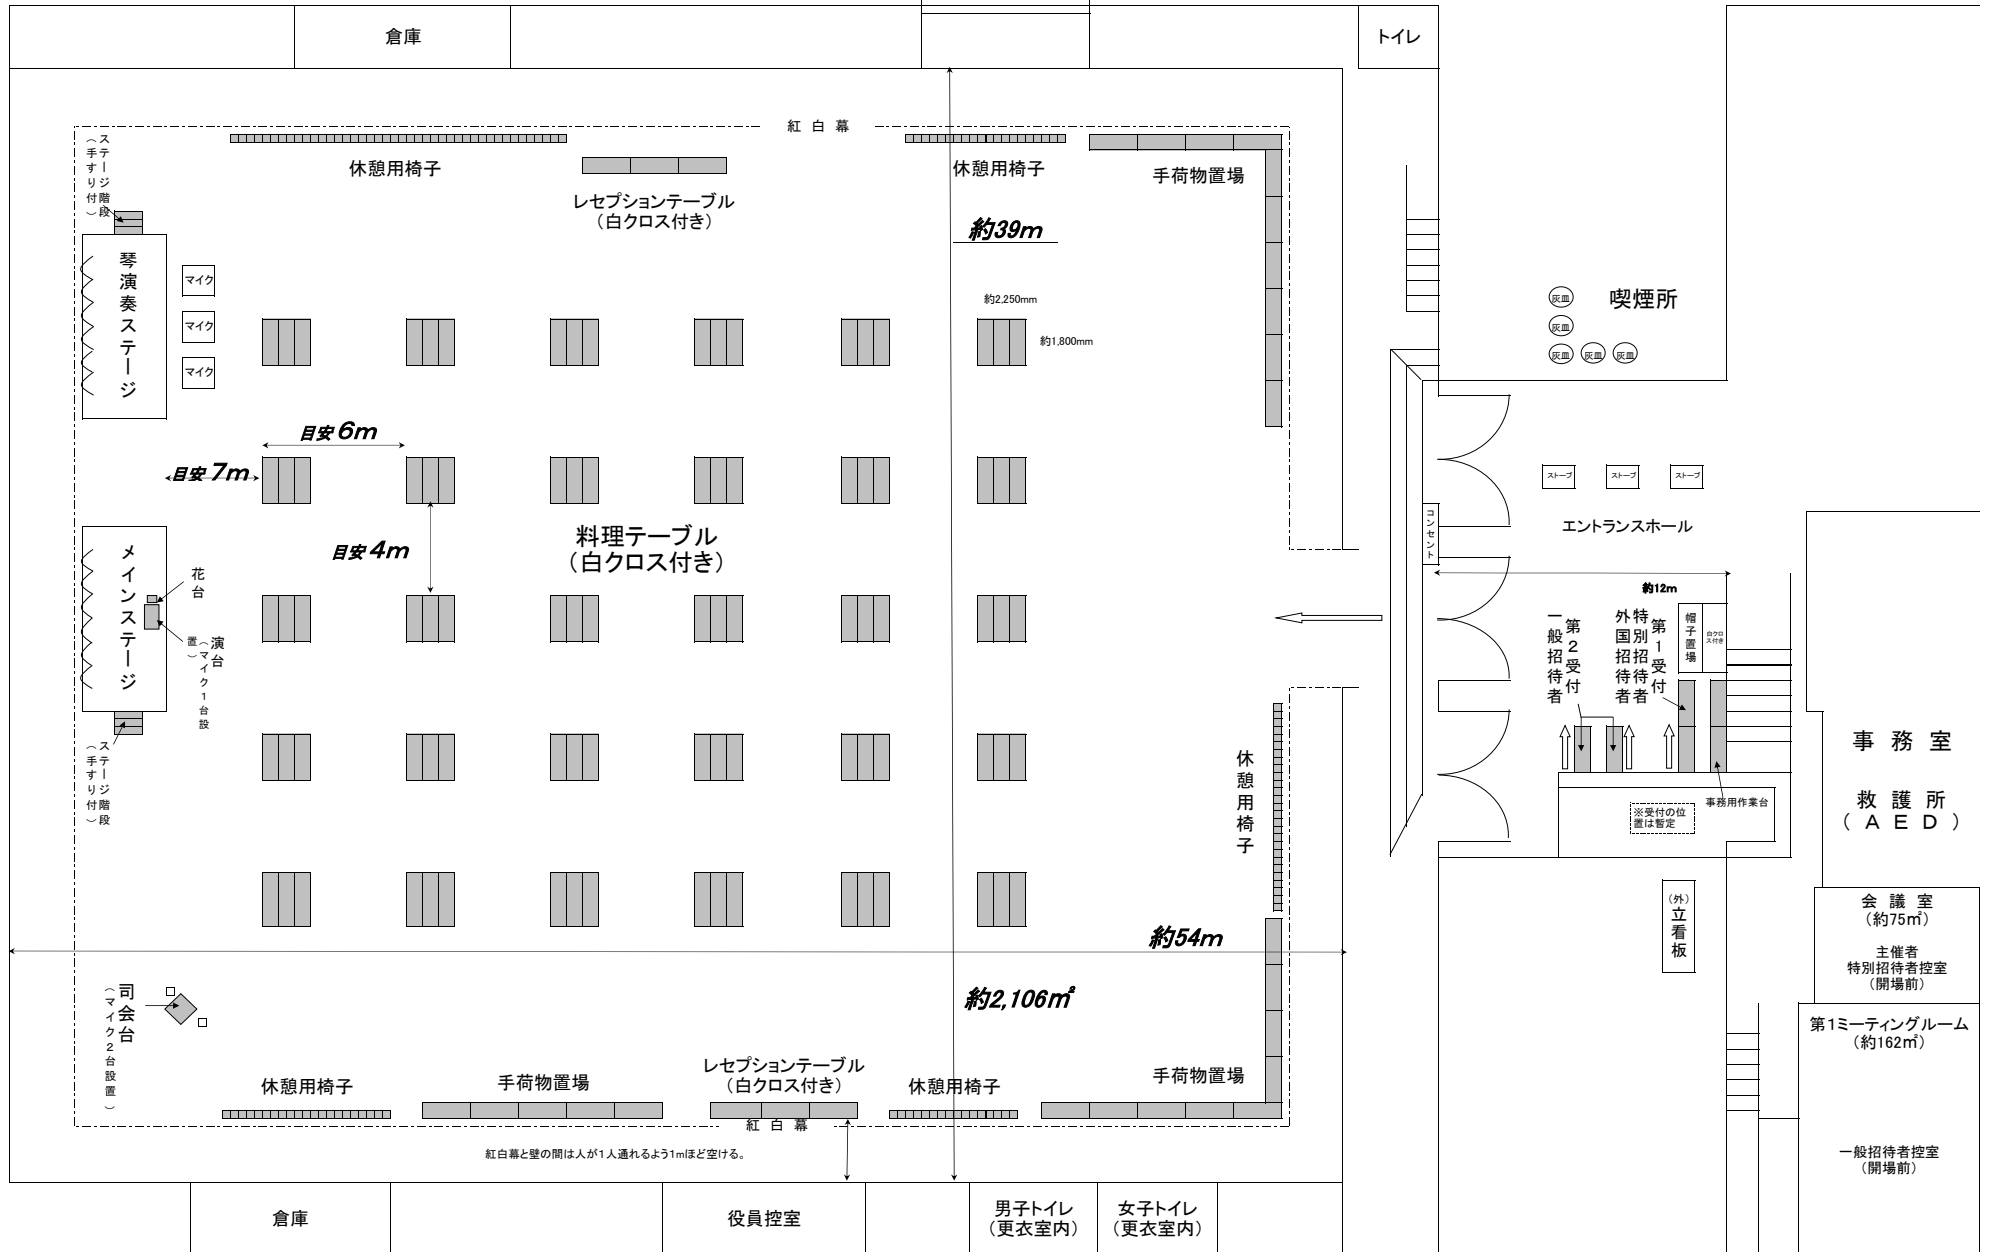 倉庫
トイレ
紅白幕
ステージ階段
（手すり付）
休憩用椅子
レセプションテーブル
（白クロス付き）
休憩用椅子
手荷物置場
約39m
琴演奏ステージ
マイク
マイク
マイク
約2,250mm
約1,800mm
灰皿
喫煙所
灰皿
灰皿
灰皿
灰皿
目安6m
目安7m
ストーブ
ストーブ
ストーブ
コンセント
エントランスホール
料理テーブル
（白クロス付き）
目安4m
メインステージ
花台
演台
（マイク1台設
置）
約12m
第2受付
一般招待者
第1受付
特別招待者
外国招待者
帽子置場
白クロ
ス付き
ステージ階段
（手すり付）
休憩用椅子
事務室
救護所
（ＡＥＤ）
事務用作業台
※受付の位
置は暫定
（外）
立看板
会議室
（約75㎡）
主催者
特別招待者控室
（開場前）
約54m
約2,106㎡
司会台
（マイク2台設置）
第1ミーティングルーム
（約162㎡）
一般招待者控室
（開場前）
休憩用椅子
手荷物置場
レセプションテーブル
（白クロス付き）
休憩用椅子
手荷物置場
紅白幕
紅白幕と壁の間は人が1人通れるよう1mほど空ける。
倉庫
役員控室
男子トイレ
（更衣室内）
女子トイレ
（更衣室内）